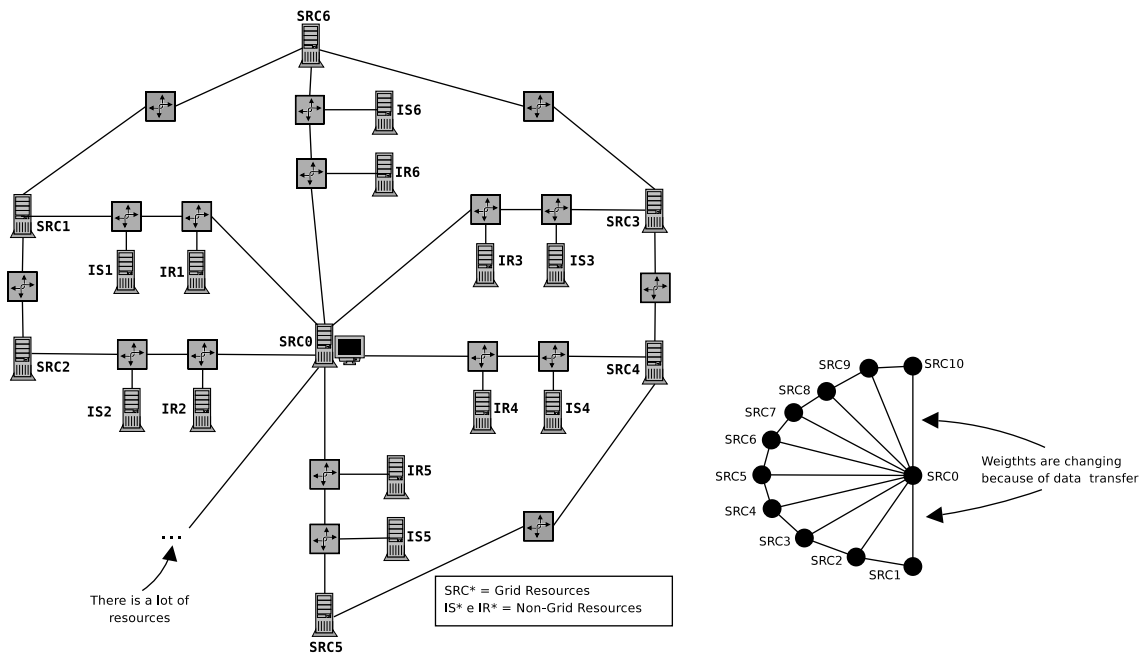 SRC6
IS6
IR6
SRC1
SRC3
IS1
IR1
IR3
IS3
SRC0
SRC2
SRC4
IS2
IR2
IR4
IS4
IR5
IS5
...
There is a lot of
resources
SRC5
SRC* = Grid Resources
IS* e IR* = Non-Grid Resources
SRC9
SRC10
SRC8
SRC7
SRC6
SRC5
SRC0
SRC4
SRC3
SRC2
SRC1
Weigthts are changing
because of data transfer